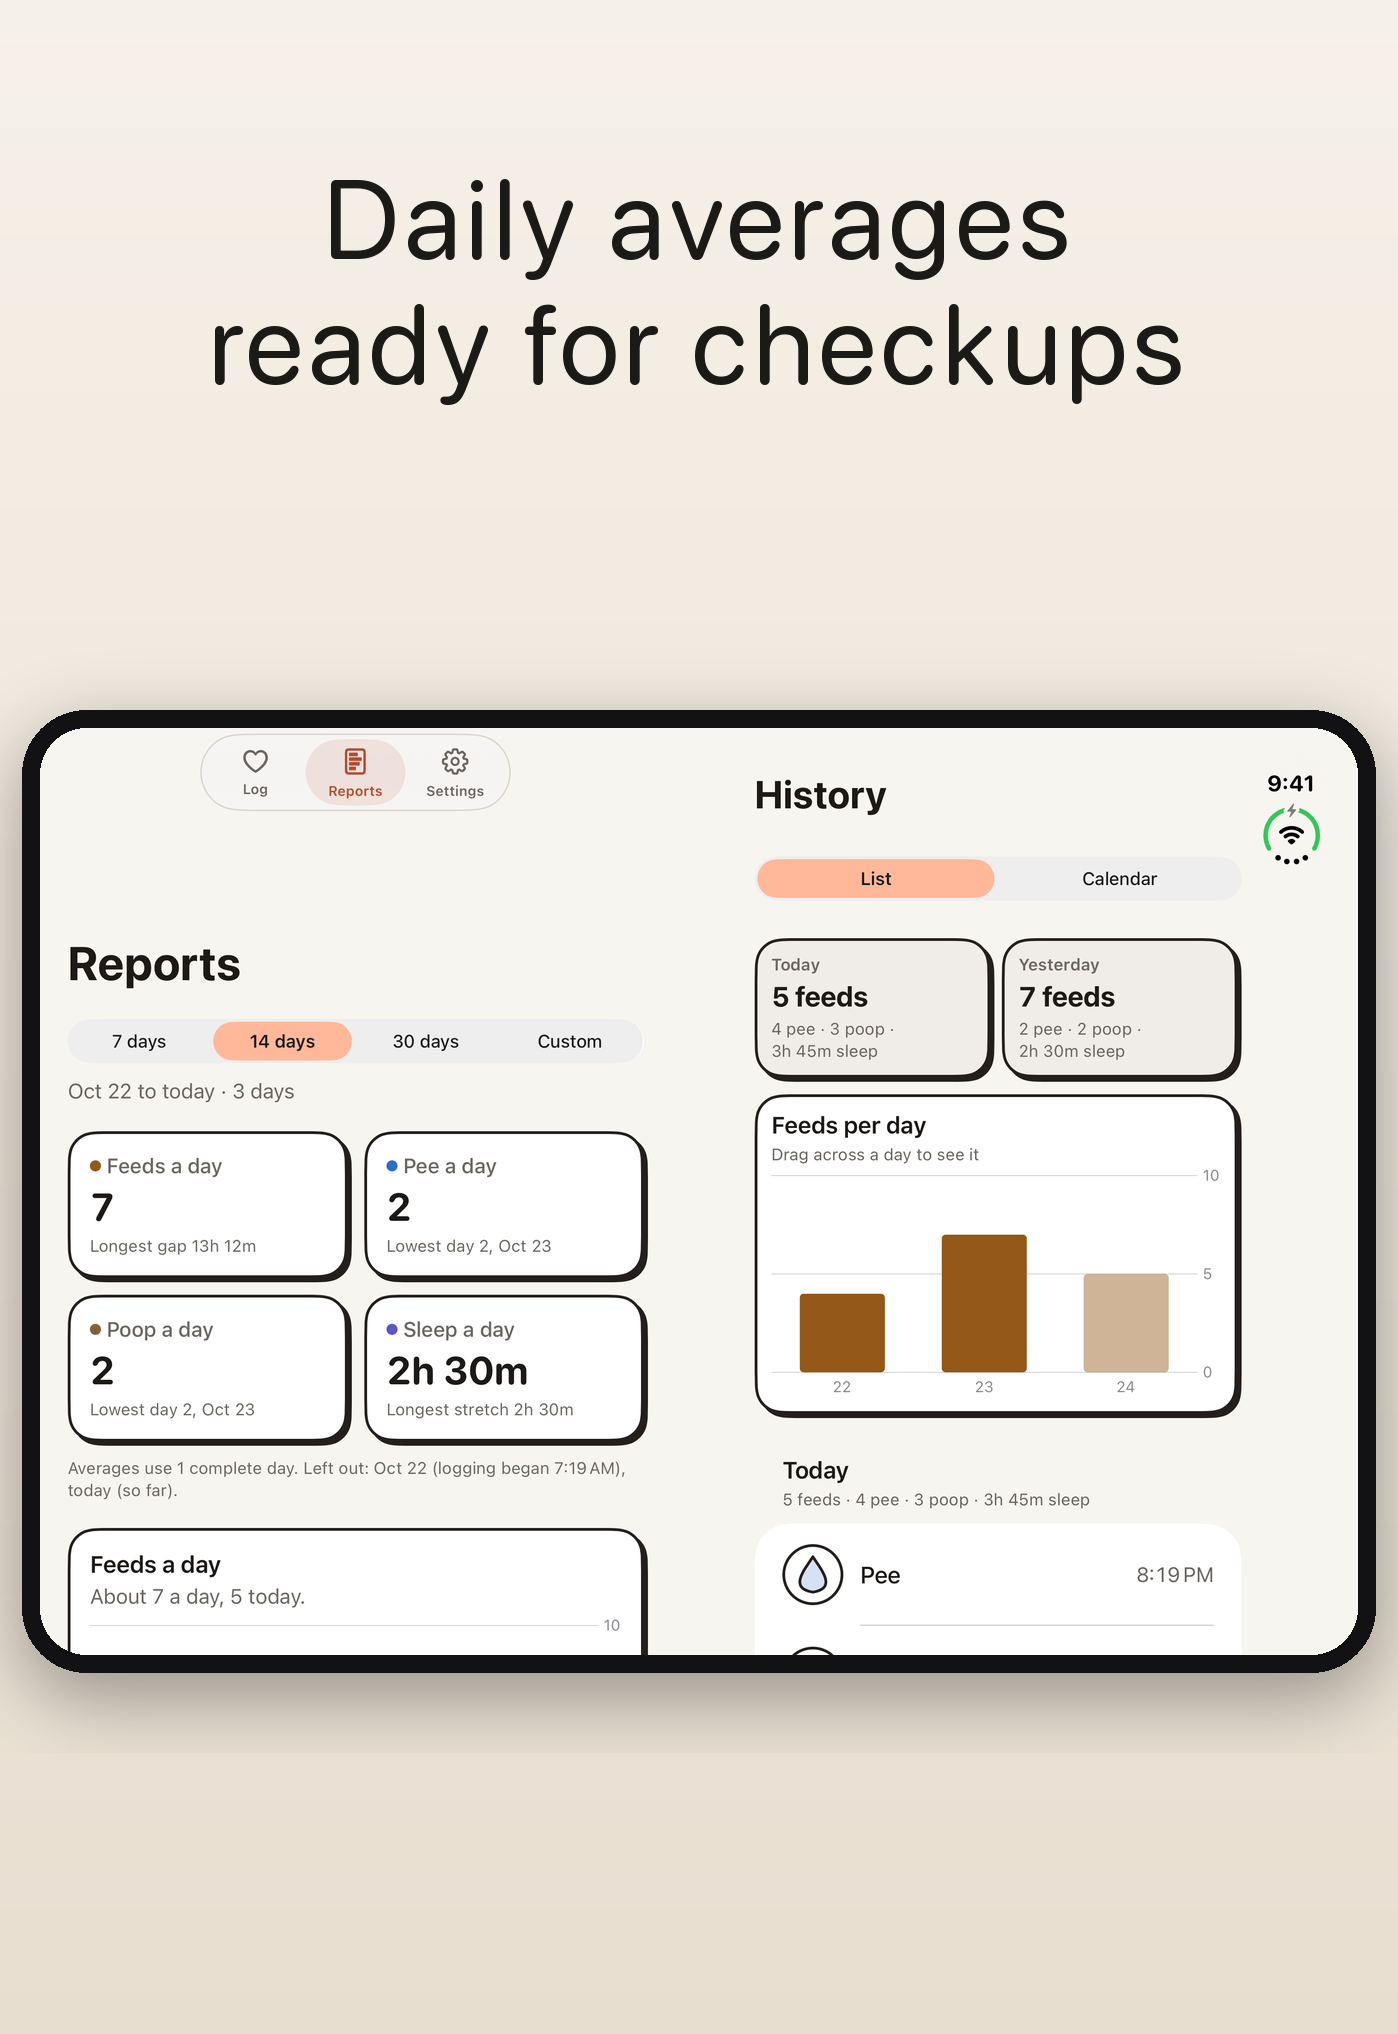 Daily averages
ready for checkups
Log
Reports
Settings
Reports
7 days
14 days
30 days
Custom
Oct 22 to today · 3 days
Feeds a day
7
Longest gap 13h 12m
Pee a day
2
Lowest day 2, Oct 23
Poop a day
2
Lowest day 2, Oct 23
Sleep a day
2h 30m
Longest stretch 2h 30m
Averages use 1 complete day. Left out: Oct 22 (logging began 7:19 AM),
today (so far).
Feeds a day
About 7 a day, 5 today.
10
History
9:41
List
Calendar
Today
5 feeds
4 pee · 3 poop ·
3h 45m sleep
Yesterday
7 feeds
2 pee · 2 poop ·
2h 30m sleep
Feeds per day
Drag across a day to see it
10
5
0
22
23
24
Today
5 feeds · 4 pee · 3 poop · 3h 45m sleep
Pee
8:19 PM